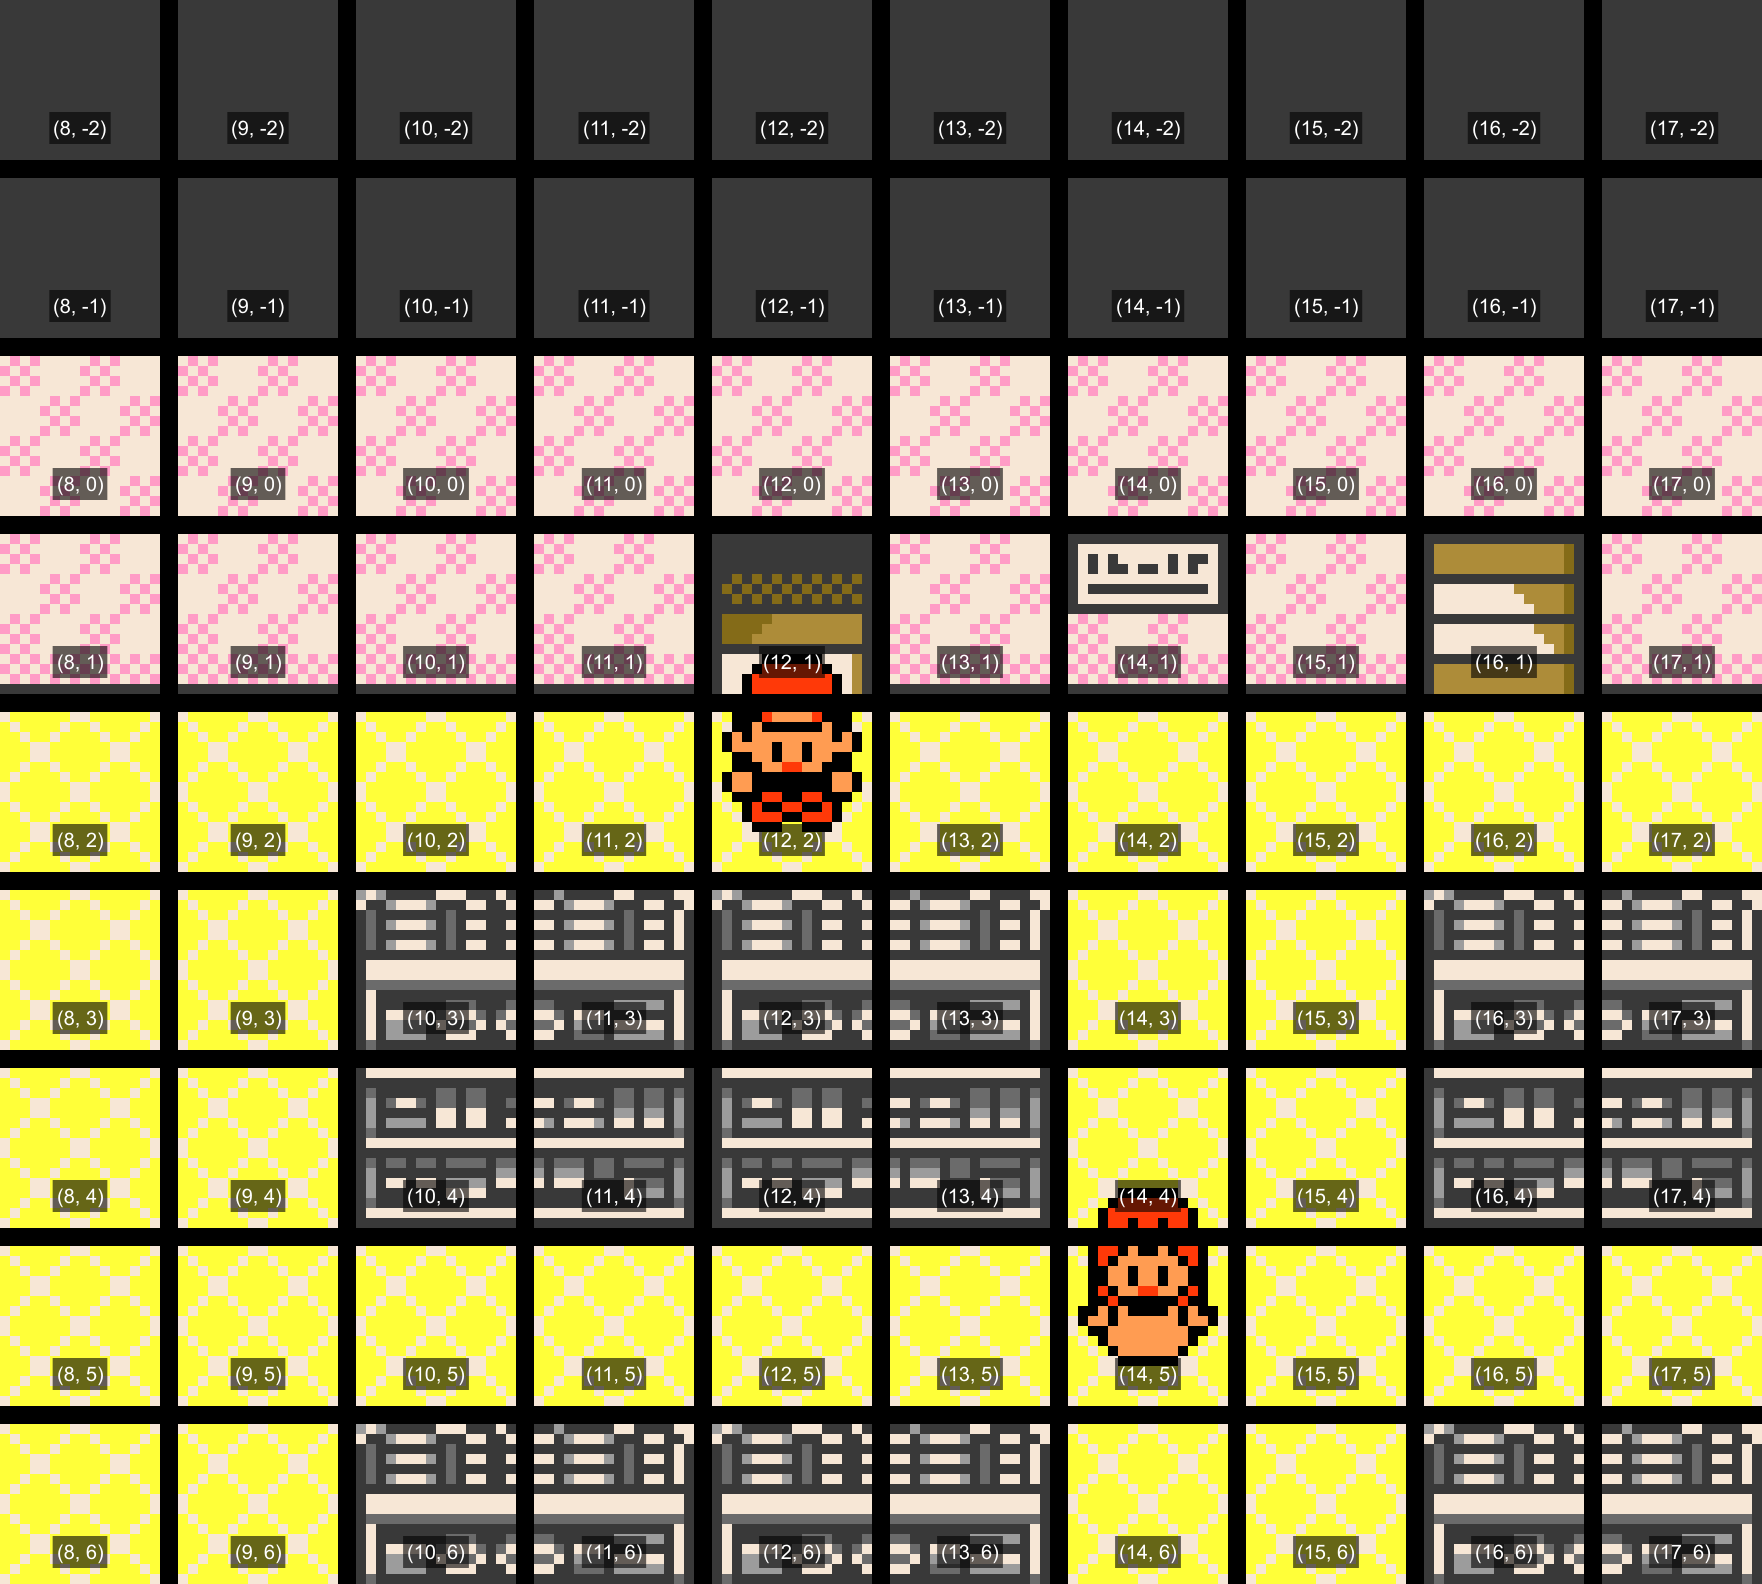 (8, -2) (9, -2) (10, -2) (11, -2) (12, -2) (13, -2) (14, -2) (15, -2) (16, -2) (17, -2)
(8, -1) (9, -1) (10, -1) (11, -1) (12, -1) (13, -1) (14, -1) (15, -1) (16, -1) (17, -1)
(8, 0) (9, 0) (10, 0) (11, 0) (12, 0) (13, 0) (14, 0) (15, 0) (16, 0) (17, 0)
(8, 1) (9, 1) (10, 1) (11, 1) (12, 1) (13, 1) (14, 1) (15, 1) (16, 1) (17, 1)
(8, 2) (9, 2) (10, 2) (11, 2) (12, 2) (13, 2) (14, 2) (15, 2) (16, 2) (17, 2)
(8, 3) (9, 3) (10, 3) (11, 3) (12, 3) (13, 3) (14, 3) (15, 3) (16, 3) (17, 3)
(8, 4) (9, 4) (10, 4) (11, 4) (12, 4) (13, 4) (14, 4) (15, 4) (16, 4) (17, 4)
(8, 5) (9, 5) (10, 5) (11, 5) (12, 5) (13, 5) (14, 5) (15, 5) (16, 5) (17, 5)
(8, 6) (9, 6) (10, 6) (11, 6) (12, 6) (13, 6) (14, 6) (15, 6) (16, 6) (17, 6)